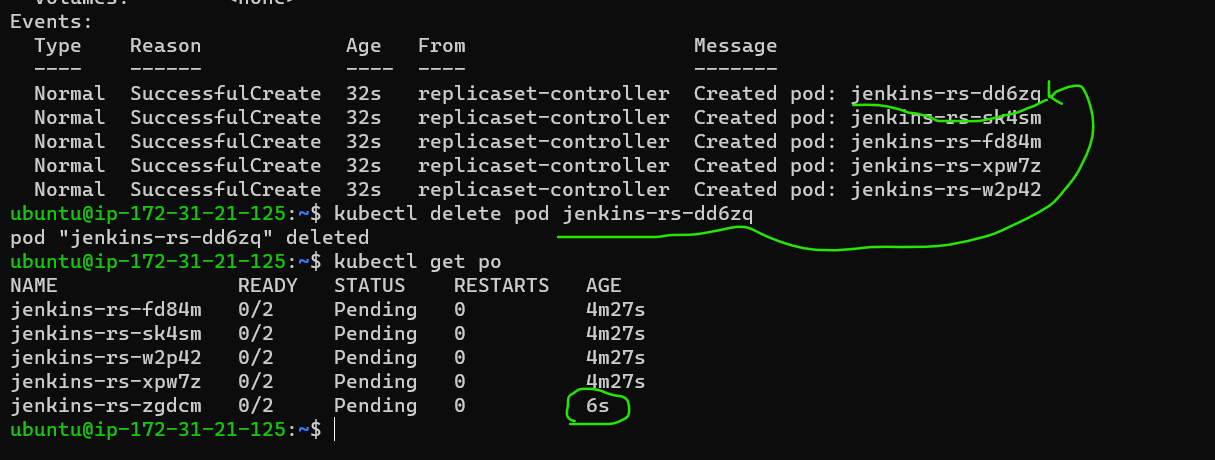 Volumes: <none>
Events:
Type Reason Age From Message
---- ------ ---- ---- -------
Normal SuccessfulCreate 32s replicaset-controller Created pod: jenkins-rs-dd6zq
Normal SuccessfulCreate 32s replicaset-controller Created pod: jenkins-rs-sk4sm
Normal SuccessfulCreate 32s replicaset-controller Created pod: jenkins-rs-fd84m
Normal SuccessfulCreate 32s replicaset-controller Created pod: jenkins-rs-xpw7z
Normal SuccessfulCreate 32s replicaset-controller Created pod: jenkins-rs-w2p42
ubuntu@ip-172-31-21-125:~$ kubectl delete pod jenkins-rs-dd6zq
pod "jenkins-rs-dd6zq" deleted
ubuntu@ip-172-31-21-125:~$ kubectl get po
NAME READY STATUS RESTARTS AGE
jenkins-rs-fd84m 0/2 Pending 0 4m27s
jenkins-rs-sk4sm 0/2 Pending 0 4m27s
jenkins-rs-w2p42 0/2 Pending 0 4m27s
jenkins-rs-xpw7z 0/2 Pending 0 4m27s
jenkins-rs-zgdcm 0/2 Pending 0 6s
ubuntu@ip-172-31-21-125:~$